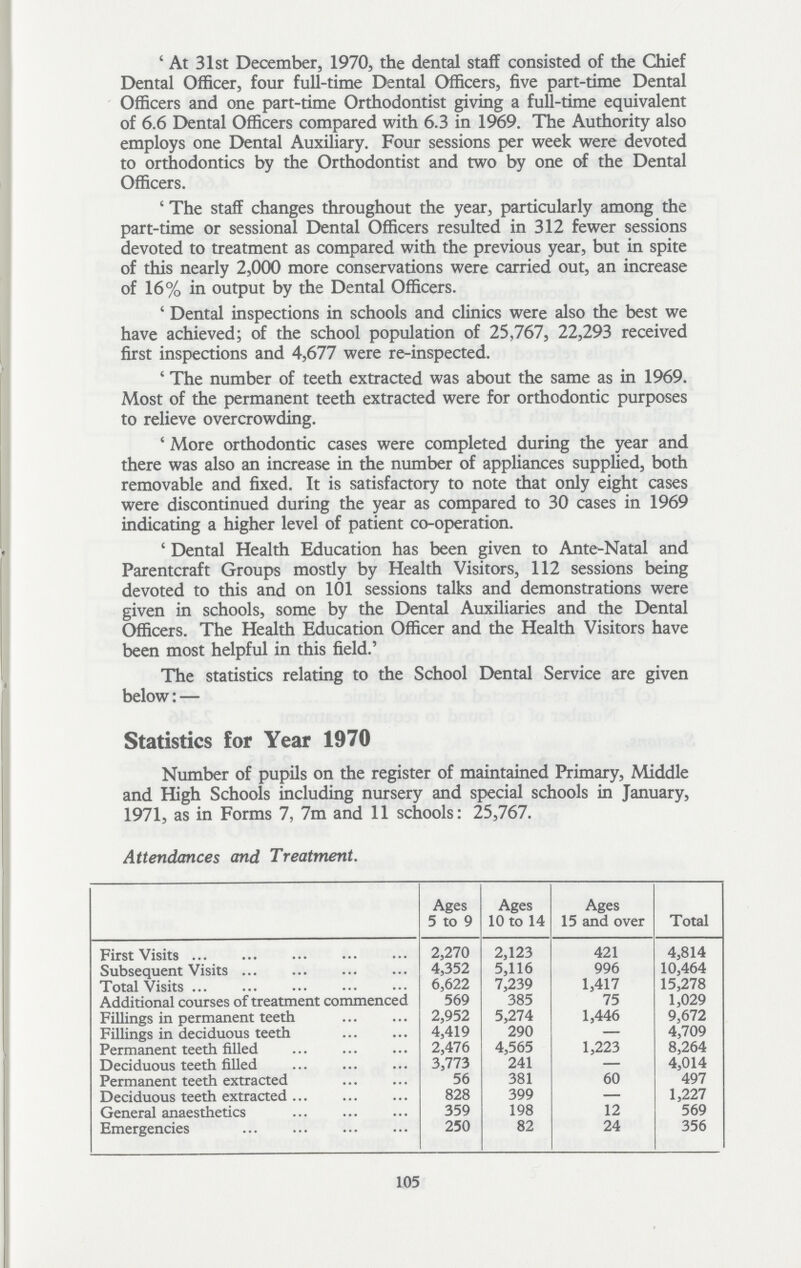 ‘ At 31st December, 1970, the dental staff consisted of the Chief
Dental Officer, four full-time Dental Officers, five part-time Dental
Officers and one part-time Orthodontist giving a full-time equivalent
of 6.6 Dental Officers compared with 6.3 in 1969. The Authority also
employs one Dental Auxiliary. Four sessions per week were devoted
to orthodontics by the Orthodontist and two by one of the Dental
Officers.
‘ The staff changes throughout the year, particularly among the
part-time or sessional Dental Officers resulted in 312 fewer sessions
devoted to treatment as compared with the previous year, but in spite
of this nearly 2,000 more conservations were carried out, an increase
of 16% in output by the Dental Officers.
‘ Dental inspections in schools and clinics were also the best we
have achieved; of the school population of 25,767, 22,293 received
first inspections and 4,677 were re-inspected.
‘ The number of teeth extracted was about the same as in 1969.
Most of the permanent teeth extracted were for orthodontic purposes
to relieve overcrowding.
‘ More orthodontic cases were completed during the year and
there was also an increase in the number of appliances supplied, both
removable and fixed. It is satisfactory to note that only eight cases
were discontinued during the year as compared to 30 cases in 1969
indicating a higher level of patient co-operation.
‘ Dental Health Education has been given to Ante-Natal and
Parentcraft Groups mostly by Health Visitors, 112 sessions being
devoted to this and on 101 sessions talks and demonstrations were
given in schools, some by the Dental Auxiliaries and the Dental
Officers. The Health Education Officer and the Health Visitors have
been most helpful in this field.’
The statistics relating to the School Dental Service are given
below: —
Statistics for Year 1970
Number of pupils on the register of maintained Primary, Middle
and High Schools including nursery and special schools in January,
1971, as in Forms 7, 7m and 11 schools: 25,767.
Attendances and Treatment.
Ages Ages Ages
5 to 9 10 to 14 15 and over Total
First Visits ... ... ... ... ... 2,270 2,123 421 4,814
Subsequent Visits ... ... ... ... 4,352 5,116 996 10,464
Total Visits ... ... ... ... ... 6,622 7,239 1,417 15,278
Additional courses of treatment commenced 569 385 75 1,029
Fillings in permanent teeth ... ... 2,952 5,274 1,446 9,672
Fillings in deciduous teeth ... ... 4,419 290 — 4,709
Permanent teeth filled ... ... ... 2,476 4,565 1,223 8,264
Deciduous teeth filled ... ... ... 3,773 241 — 4,014
Permanent teeth extracted ... ... 56 381 60 497
Deciduous teeth extracted ... ... ... 828 399 — 1,227
General anaesthetics ... ... ... 359 198 12 569
Emergencies ... ... ... ... 250 82 24 356
105